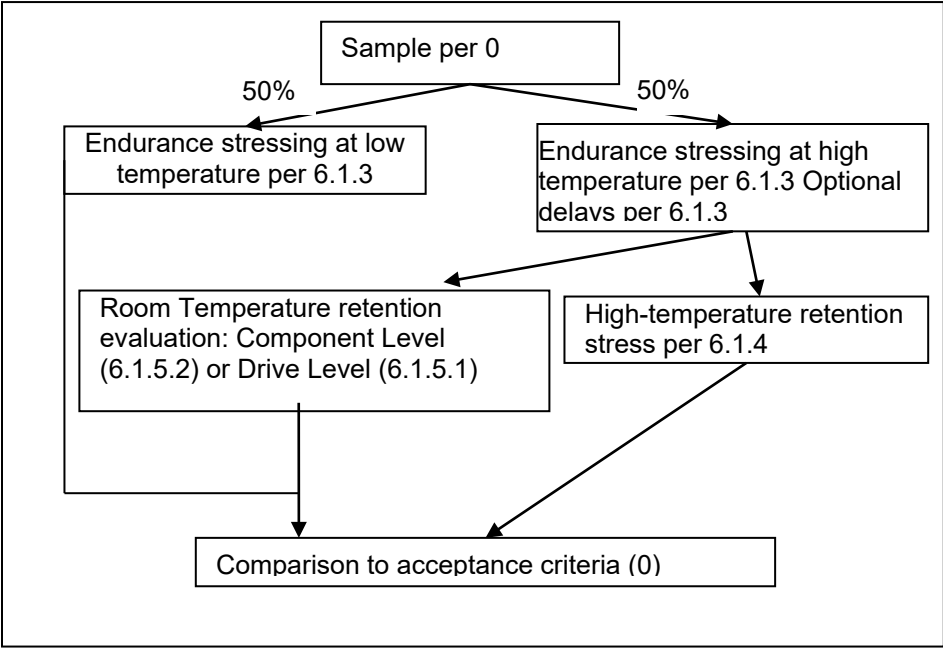 Sample per 0
50%
50%
Endurance stressing at low
temperature per 6.1.3
Endurance stressing at high
temperature per 6.1.3 Optional
delays per 6.1.3
Room Temperature retention
evaluation: Component Level
(6.1.5.2) or Drive Level (6.1.5.1)
High-temperature retention
stress per 6.1.4
Comparison to acceptance criteria (0)